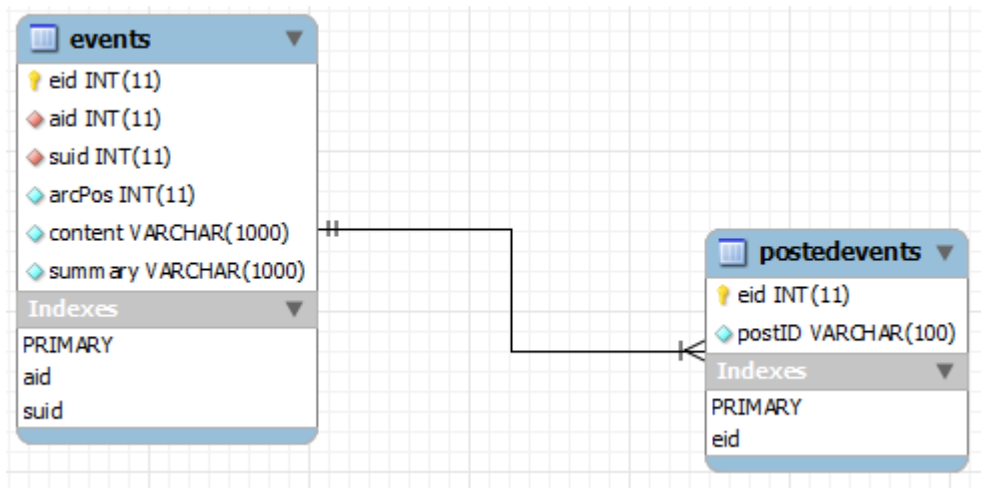 events
eid INT(11)
aid INT(11)
suid INT(11)
arcPos INT(11)
content VARCHAR(1000)
summary VARCHAR(1000)
Indexes
PRIMARY
aid
suid
postedevents
eid INT(11)
postID VARCHAR(100)
Indexes
PRIMARY
eid